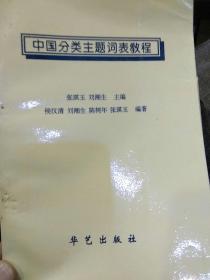 中国分类主题词表教程
张琪玉 刘湘生 主编
侯汉清 刘湘生 陈树年 张琪玉 编著
华艺出版社